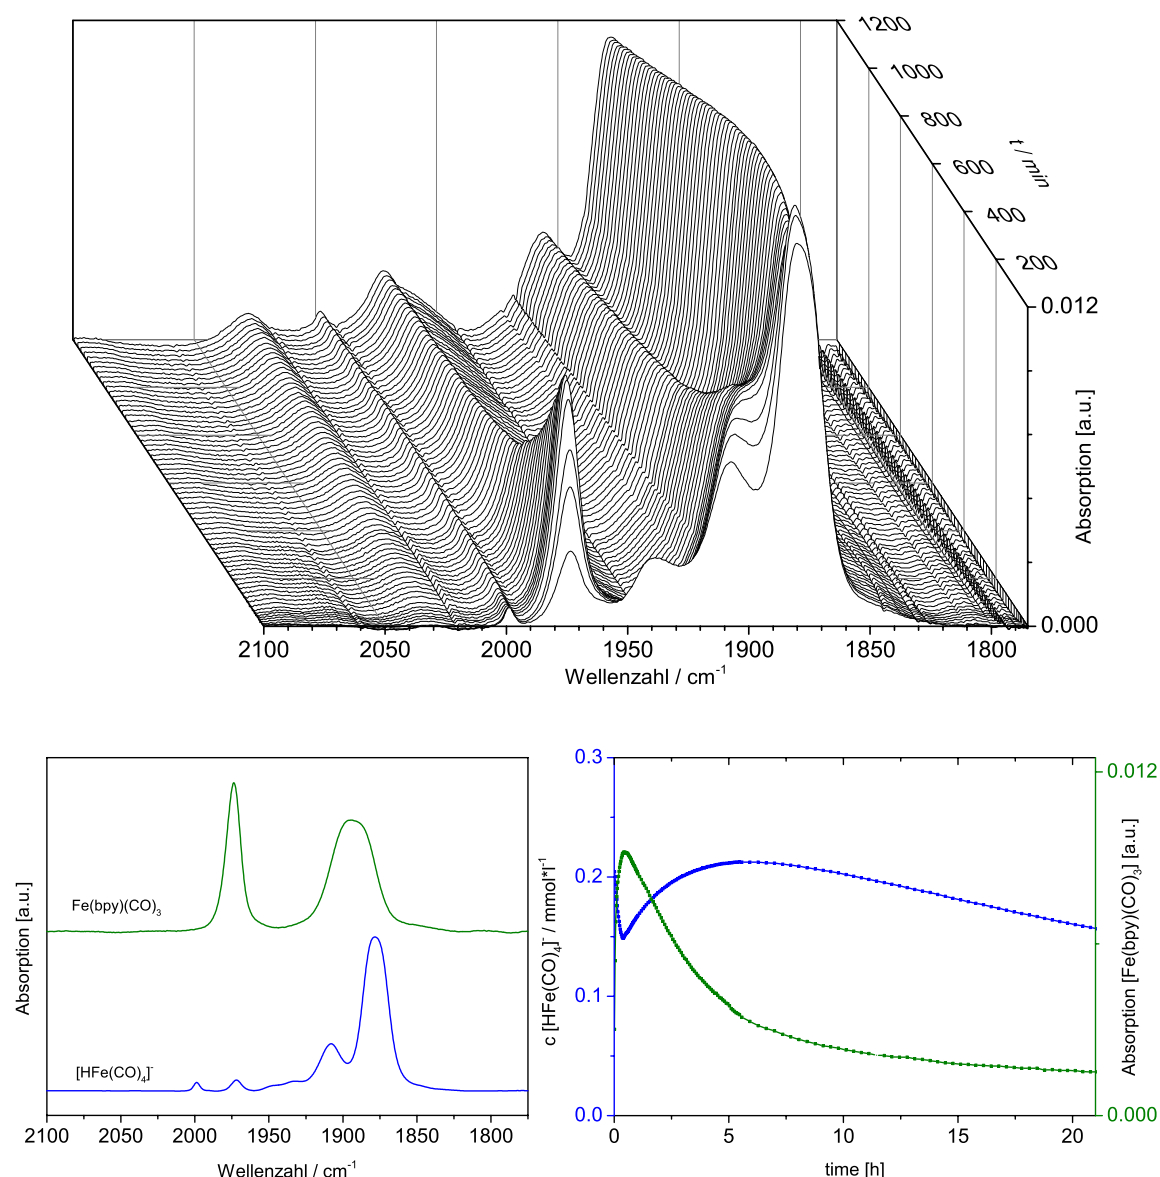 1200
1000
800
600
400
200
t / min
0.012
0.000
Absorption [a.u.]
2100 2050 2000 1950 1900 1850 1800
Wellenzahl / cm⁻¹
Absorption [a.u.]
Fe(bpy)(CO)₃
[HFe(CO)₄]⁻
2100 2050 2000 1950 1900 1850 1800
Wellenzahl / cm⁻¹
c [HFe(CO)₄]⁻ / mmol*l⁻¹
0.3
0.2
0.1
0.0
0 5 10 15 20
time [h]
0.012
0.000
Absorption [Fe(bpy)(CO)₃] [a.u.]